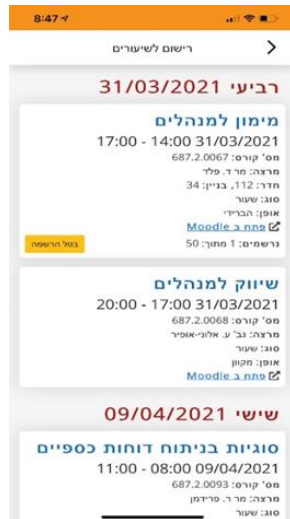 8:47
רישום לשיעורים
רביעי 31/03/2021
מימון למנהלים
17:00 - 14:00 31/03/2021
מס' קורס: 687.2.0067
מרצה: מר ד. פלד
חדר: 112, בניין: 34
סוג: שיעור
אופן: הברידי
פתח ב Moodle
נרשמים: 1 מתוך: 50
בטל הרשמה
שיווק למנהלים
20:00 - 17:00 31/03/2021
מס' קורס: 687.2.0068
מרצה: גב' ע. אלוני-אופיר
סוג: שיעור
אופן: מקוון
פתח ב Moodle
שישי 09/04/2021
סוגיות בניתוח דוחות כספיים
11:00 - 08:00 09/04/2021
מס' קורס: 687.2.0093
מרצה: מר ר. פרידמן
סוג: שיעור